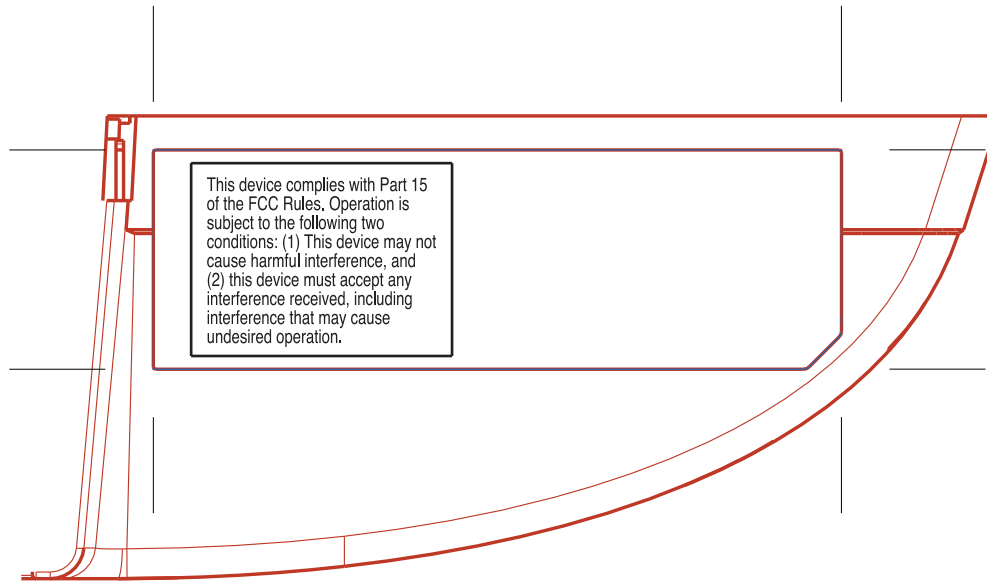 This device complies with Part 15
of the FCC Rules. Operation is
subject to the following two
conditions: (1) This device may not
cause harmful interference, and
(2) this device must accept any
interference received, including
interference that may cause
undesired operation.